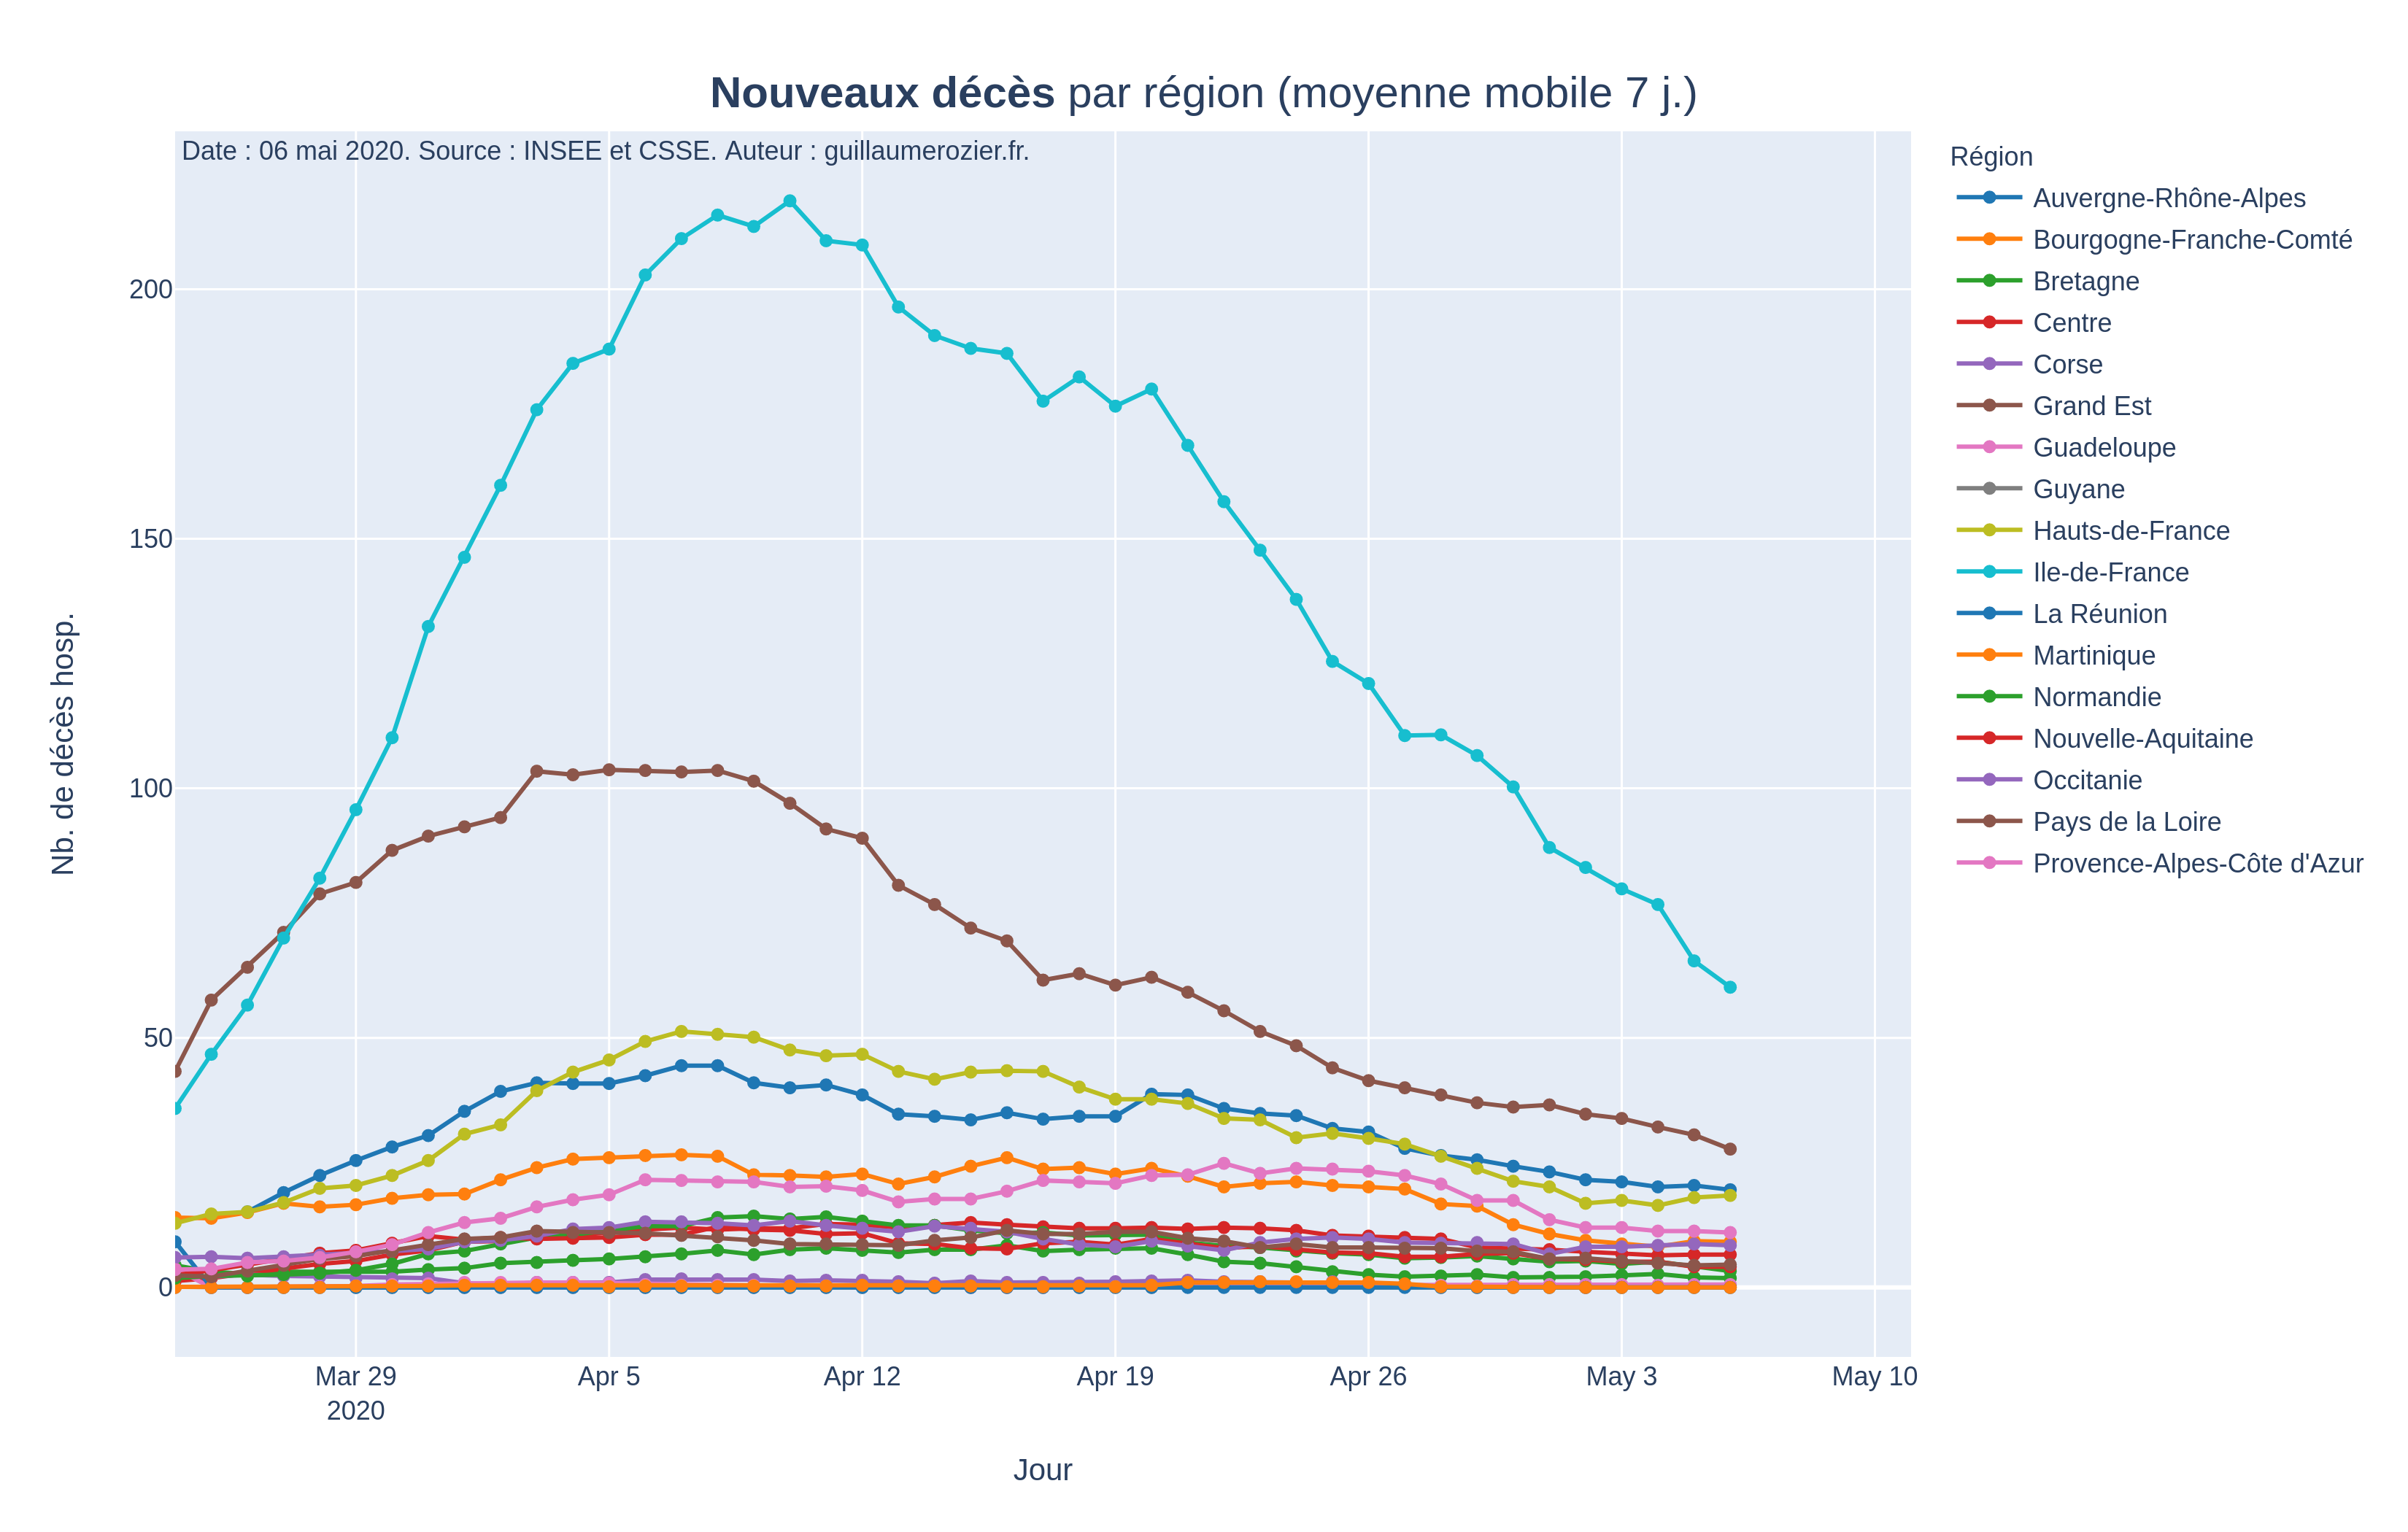 Nouveaux décès par région (moyenne mobile 7 j.)
Date : 06 mai 2020. Source : INSEE et CSSE. Auteur : guillaumerozier.fr.
Nb. de décès hosp.
200
150
100
50
0
Mar 29
2020
Apr 5
Apr 12
Apr 19
Apr 26
May 3
May 10
Jour
Région
Auvergne-Rhône-Alpes
Bourgogne-Franche-Comté
Bretagne
Centre
Corse
Grand Est
Guadeloupe
Guyane
Hauts-de-France
Ile-de-France
La Réunion
Martinique
Normandie
Nouvelle-Aquitaine
Occitanie
Pays de la Loire
Provence-Alpes-Côte d'Azur